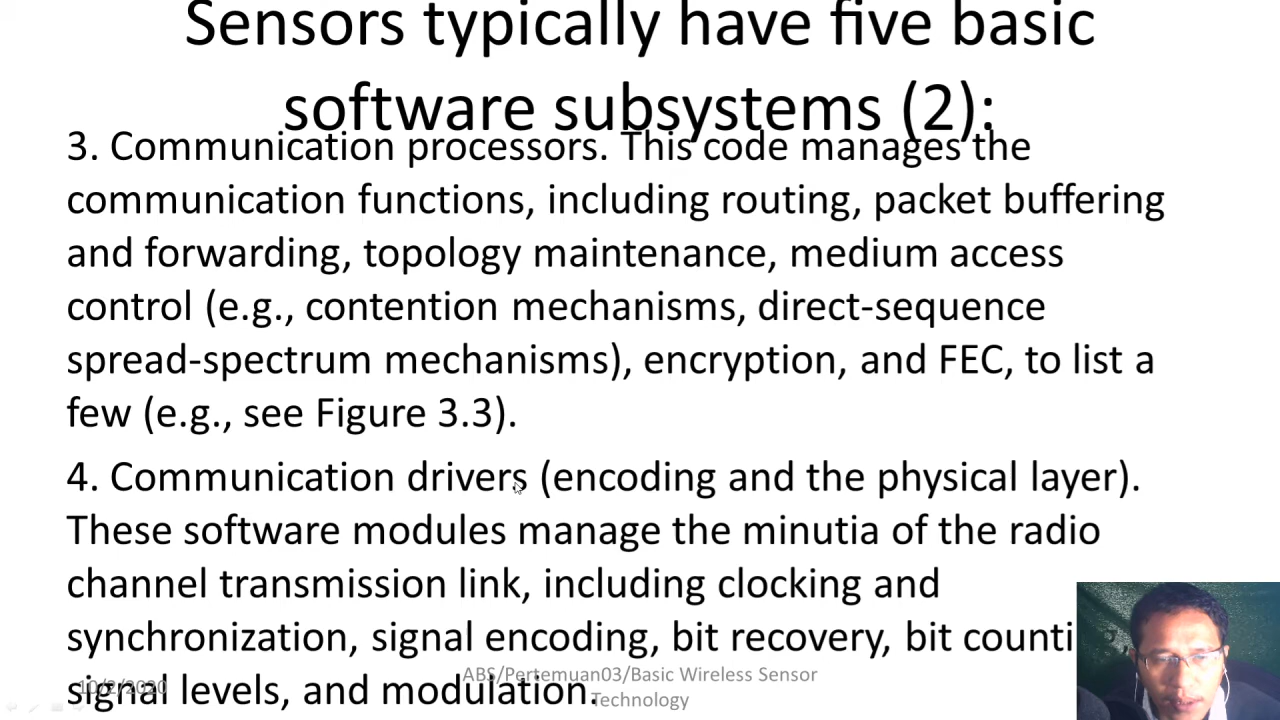 Sensors typically have five basic
software subsystems (2):
3. Communication processors. This code manages the
communication functions, including routing, packet buffering
and forwarding, topology maintenance, medium access
control (e.g., contention mechanisms, direct-sequence
spread-spectrum mechanisms), encryption, and FEC, to list a
few (e.g., see Figure 3.3).
4. Communication drivers (encoding and the physical layer).
These software modules manage the minutia of the radio
channel transmission link, including clocking and
synchronization, signal encoding, bit recovery, bit counti
signal levels, and modulation.
10/2/2020
ABS/Pertemuan03/Basic Wireless Sensor
Technology